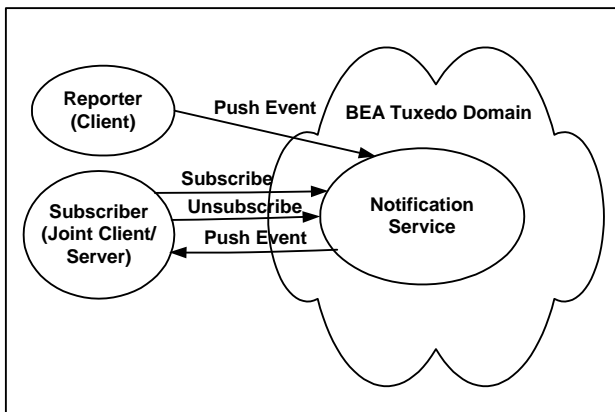 Reporter
(Client)
Push Event
BEA Tuxedo Domain
Subscribe
Unsubscribe
Push Event
Subscriber
(Joint Client/
Server)
Notification
Service